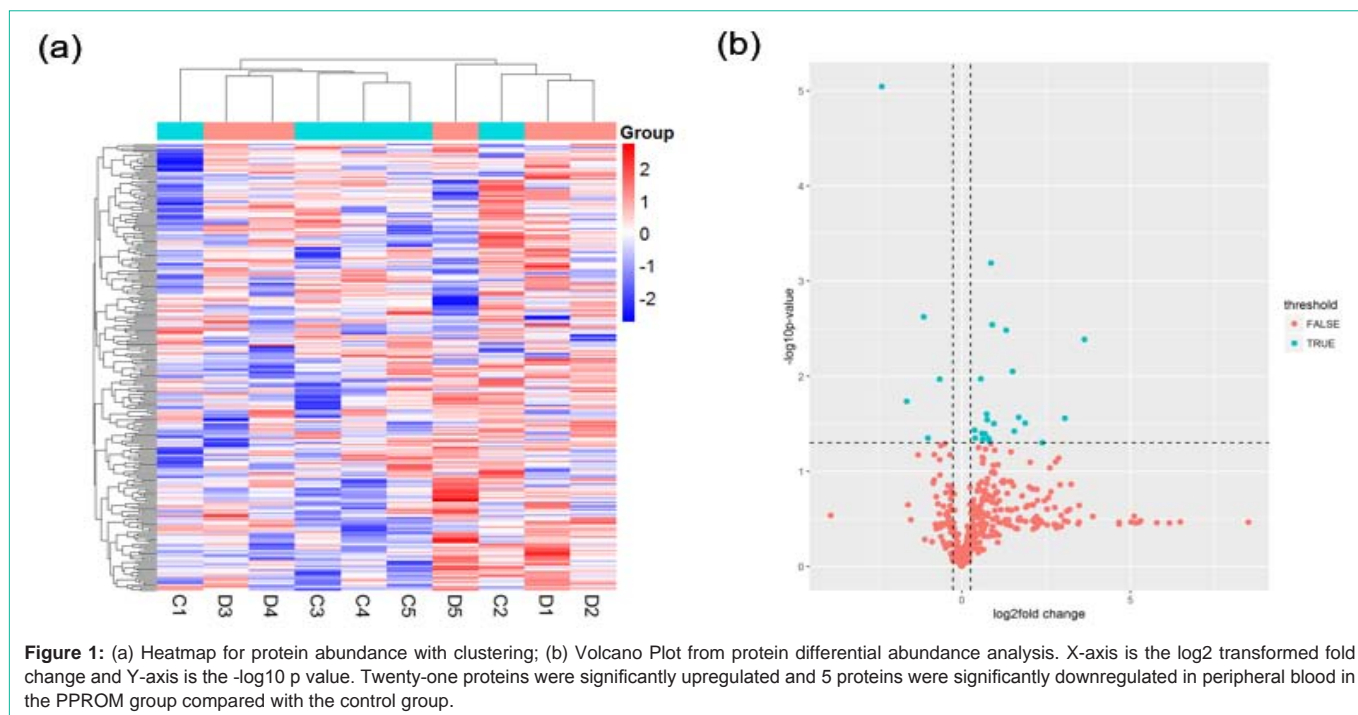 (a)
Group
2
1
0
-1
-2
C1 D3 D4 C3 C4 C5 D5 C2 D1 D2
(b)
5
4
3
2
1
0
-log10p-value
0 5
log2fold change
threshold
FALSE
TRUE
Figure 1: (a) Heatmap for protein abundance with clustering; (b) Volcano Plot from protein differential abundance analysis. X-axis is the log2 transformed fold
change and Y-axis is the -log10 p value. Twenty-one proteins were significantly upregulated and 5 proteins were significantly downregulated in peripheral blood in
the PPROM group compared with the control group.